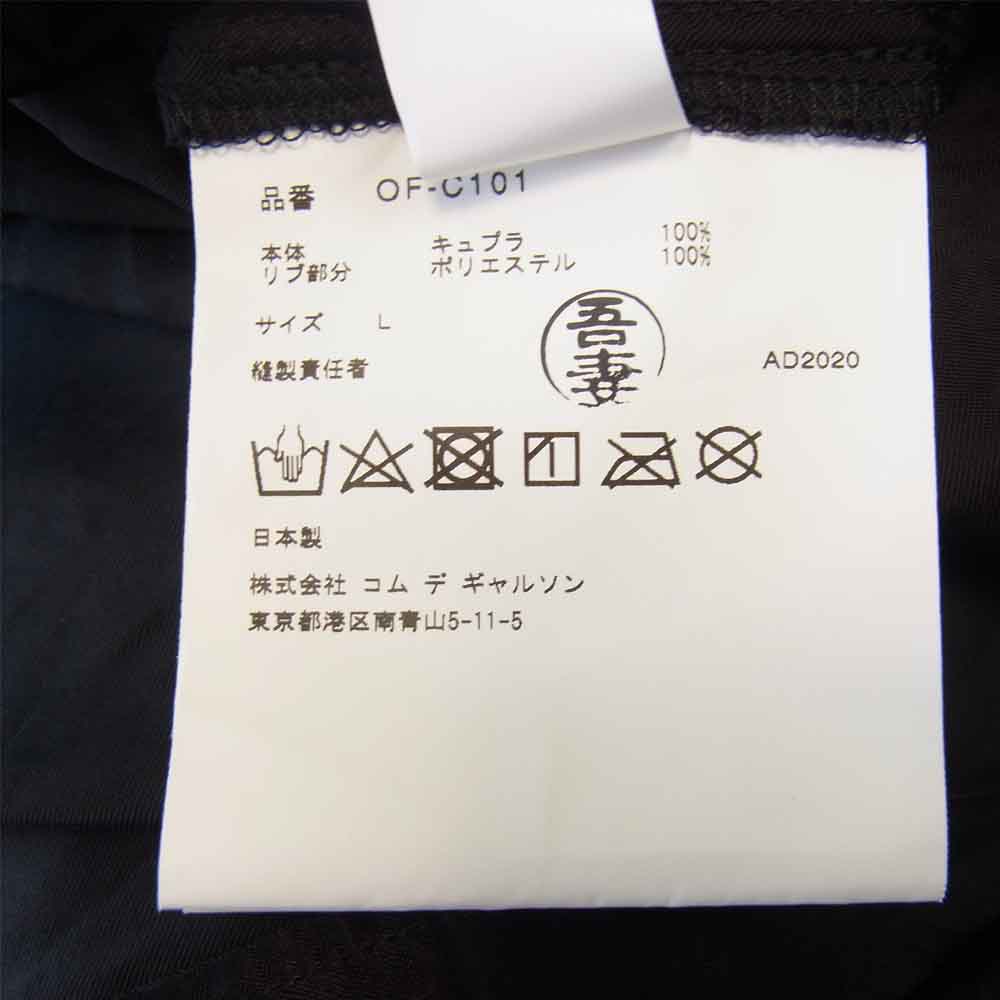 品番 OF-C101
本体 キュプラ 100%
リブ部分 ポリエステル 100%
サイズ L
縫製責任者 吾妻 AD2020
日本製
株式会社 コム デ ギャルソン
東京都港区南青山5-11-5